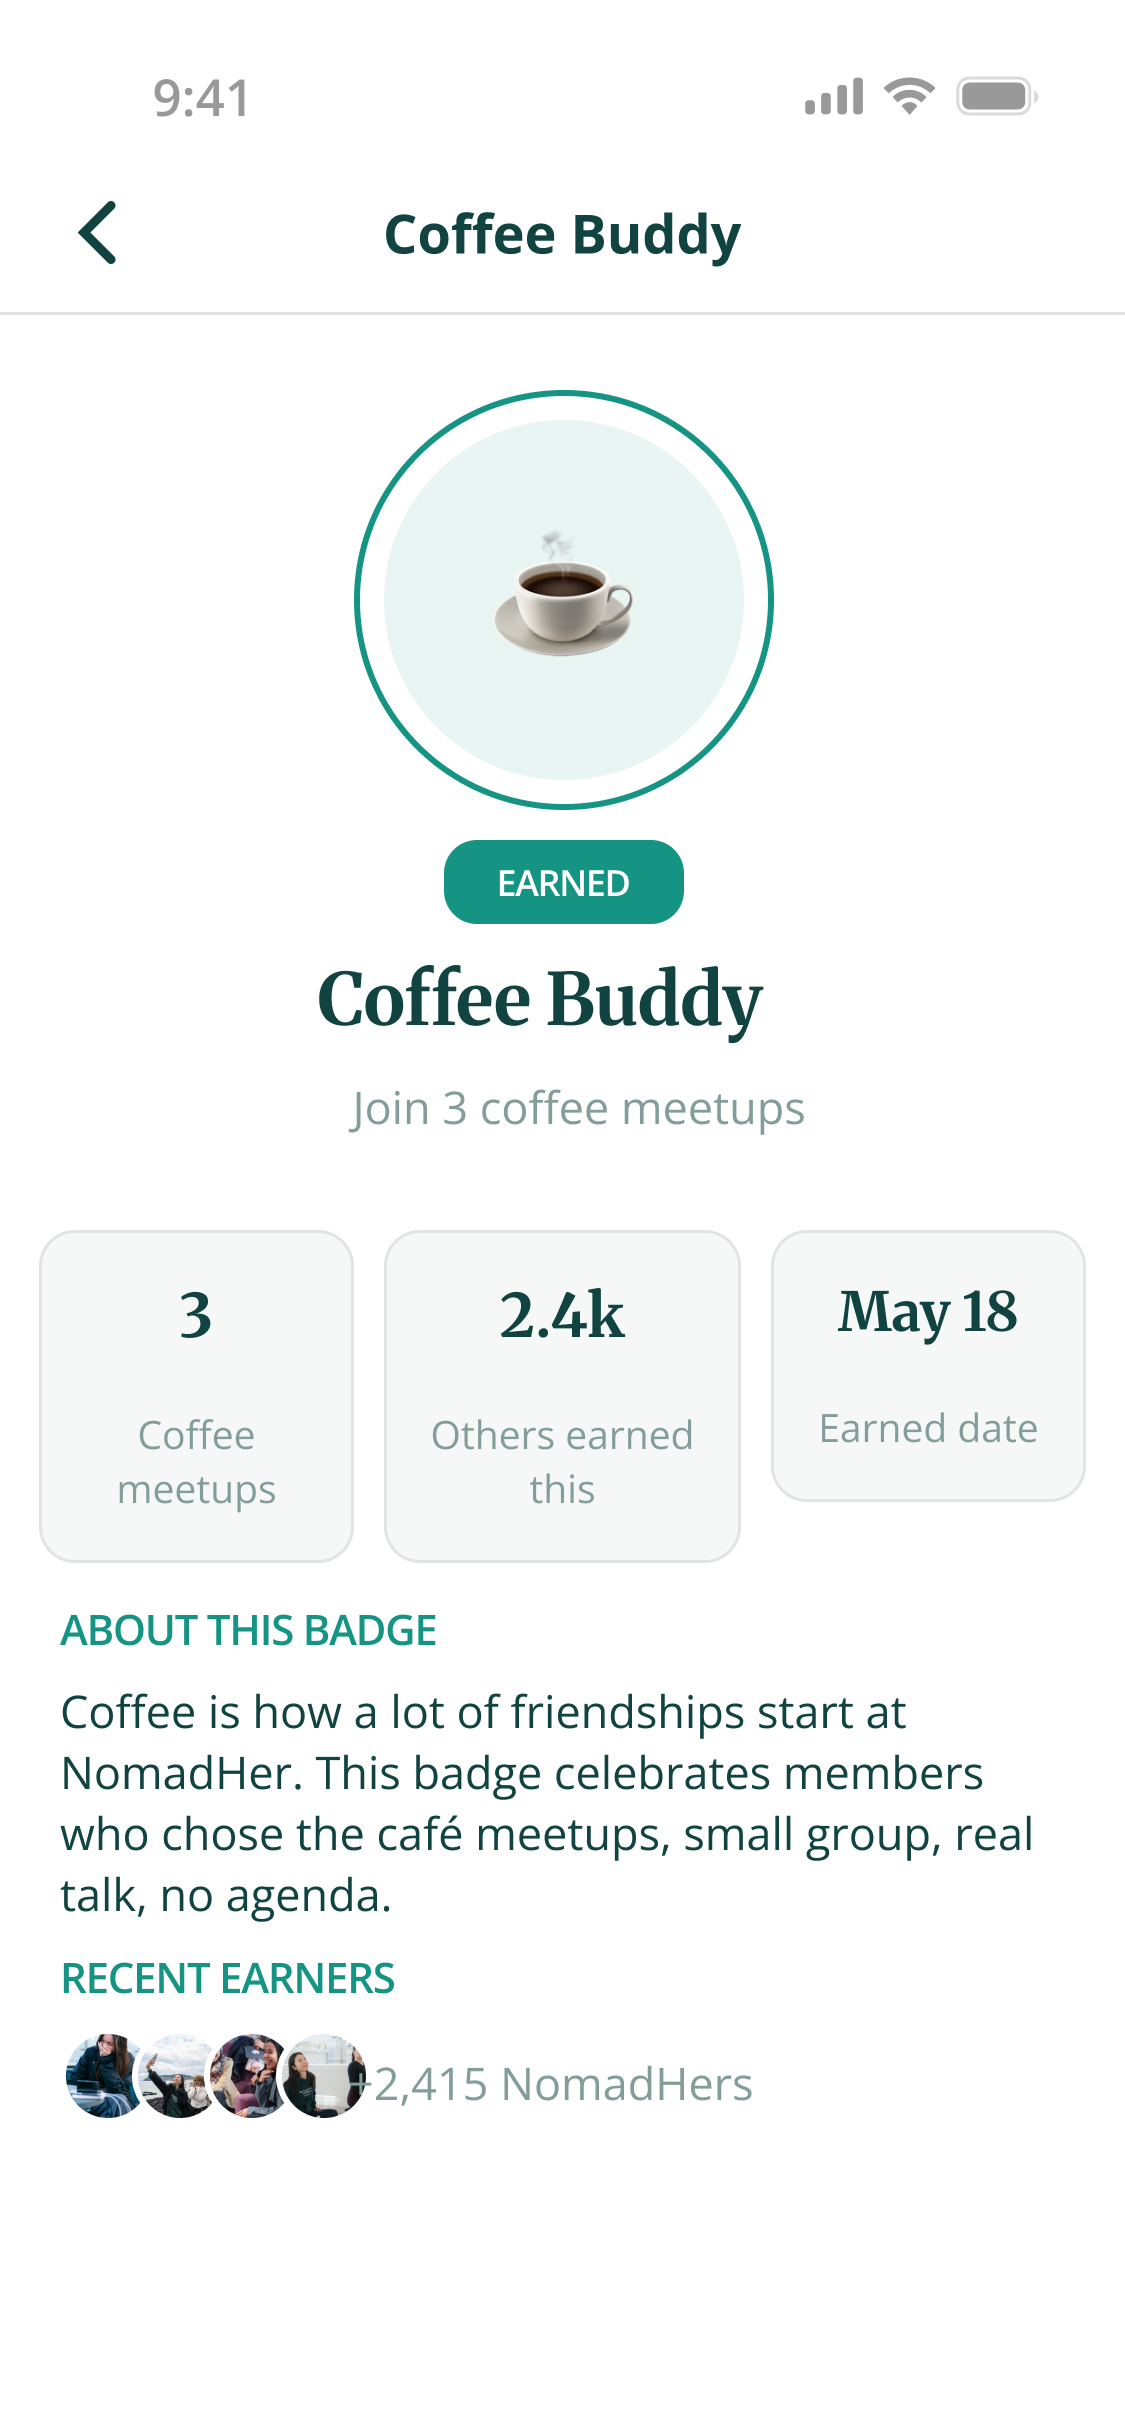 9:41
Coffee Buddy
EARNED
Coffee Buddy
Join 3 coffee meetups
3
Coffee
meetups
2.4k
Others earned
this
May 18
Earned date
ABOUT THIS BADGE
Coffee is how a lot of friendships start at
NomadHer. This badge celebrates members
who chose the café meetups, small group, real
talk, no agenda.
RECENT EARNERS
+2,415 NomadHers